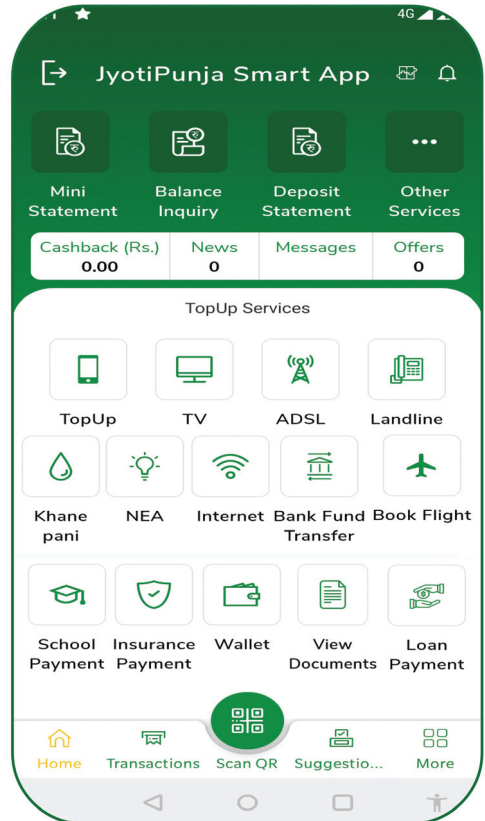 4G
JyotiPunja Smart App
Mini Statement
Balance Inquiry
Deposit Statement
Other Services
Cashback (Rs.) News Messages Offers
0.00 0 0
TopUp Services
TopUp TV ADSL Landline
Khane pani
NEA
Internet
Bank Fund Transfer
Book Flight
School Payment
Insurance Payment
Wallet
View Documents
Loan Payment
Home Transactions Scan QR Suggestio... More